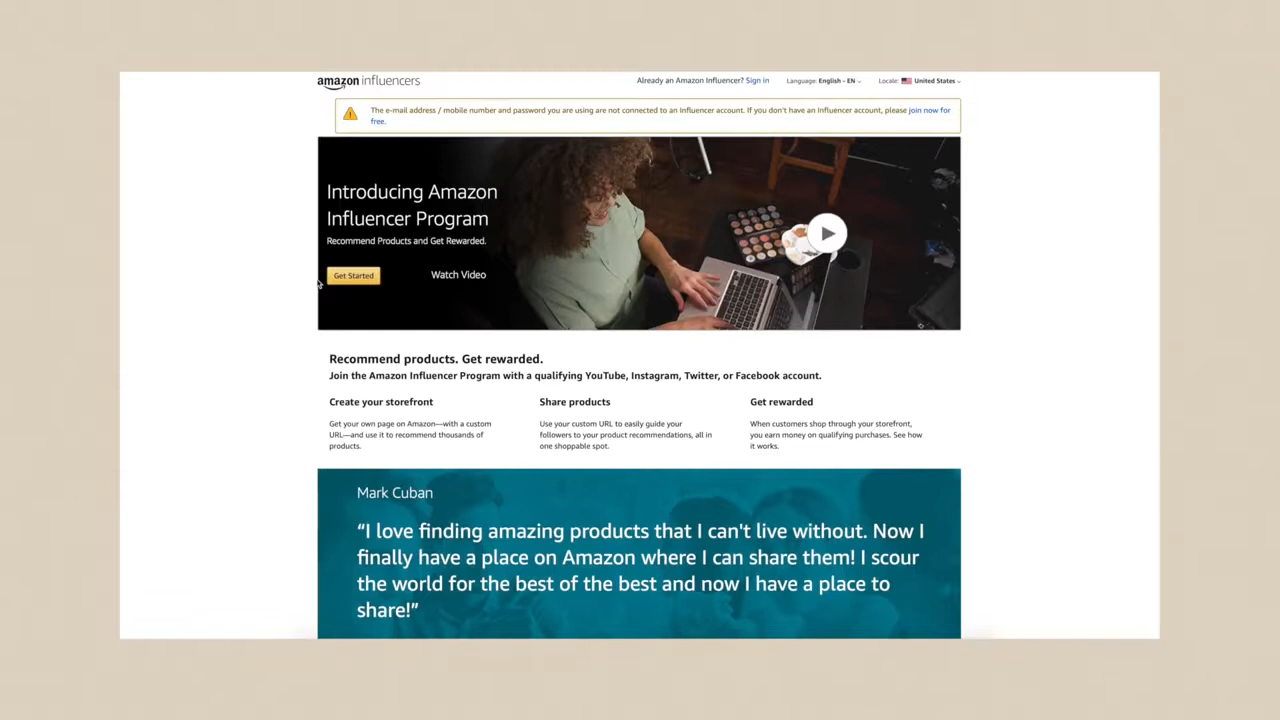 amazon influencers
Already an Amazon Influencer? Sign in
Language: English - EN
Locale: United States
The e-mail address / mobile number and password you are using are not connected to an Influencer account. If you don't have an Influencer account, please join now for
free.
Introducing Amazon
Influencer Program
Recommend Products and Get Rewarded.
Get Started
Watch Video
Recommend products. Get rewarded.
Join the Amazon Influencer Program with a qualifying YouTube, Instagram, Twitter, or Facebook account.
Create your storefront
Get your own page on Amazon—with a custom
URL—and use it to recommend thousands of
products.
Share products
Use your custom URL to easily guide your
followers to your product recommendations, all in
one shoppable spot.
Get rewarded
When customers shop through your storefront,
you earn money on qualifying purchases. See how
it works.
Mark Cuban
“I love finding amazing products that I can't live without. Now I
finally have a place on Amazon where I can share them! I scour
the world for the best of the best and now I have a place to
share!”